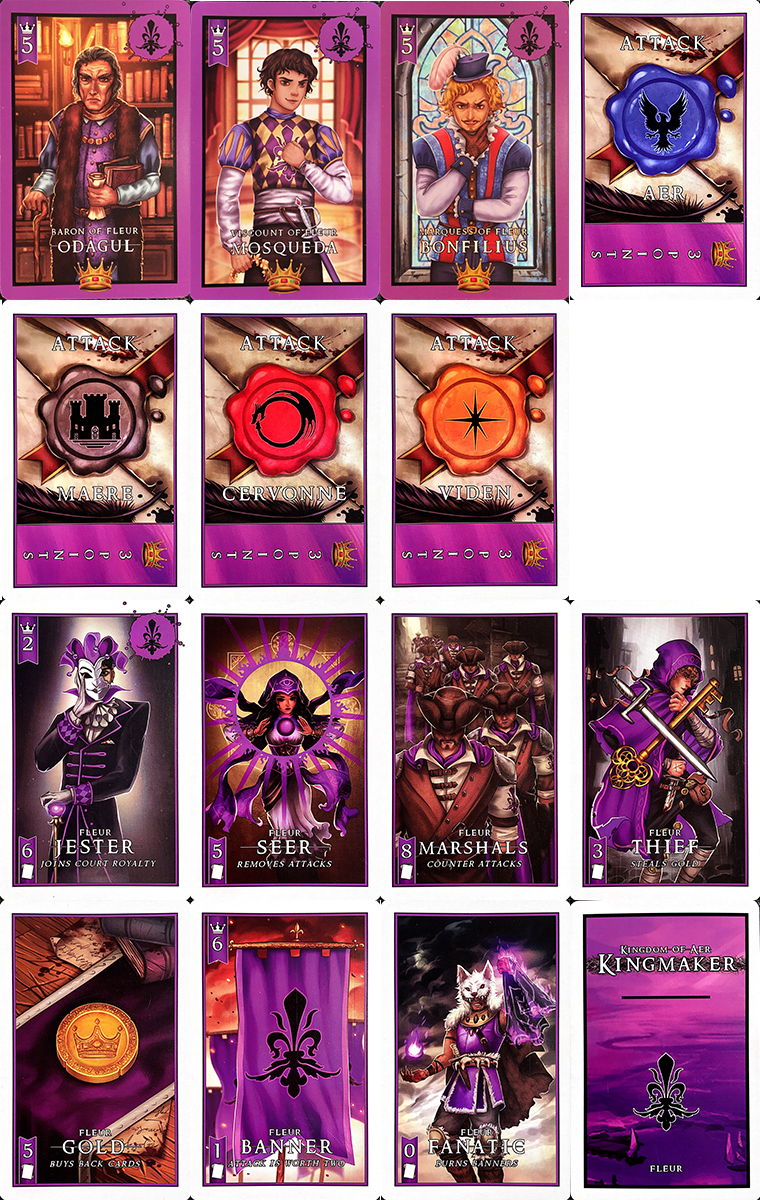 5
BARON OF FLEUR
ODAGUL
5
VISCOUNT OF FLEUR
MOSQUEDA
5
MARQUESS OF FLEUR
BONFILIUS
ATTACK
AER
3 POINTS
ATTACK
MAERE
3 POINTS
ATTACK
CERVONNE
3 POINTS
ATTACK
VIDEN
3 POINTS
2
6
FLEUR
JESTER
JOINS COURT ROYALTY
5
FLEUR
SEER
REMOVES ATTACKS
8
FLEUR
MARSHALS
COUNTER ATTACKS
3
FLEUR
THIEF
STEALS GOLD
5
FLEUR
GOLD
BUYS BACK CARDS
6
1
FLEUR
BANNER
ATTACK IS WORTH TWO
0
FLEUR
FANATIC
BURNS BANNERS
KINGDOM OF AER
KINGMAKER
FLEUR